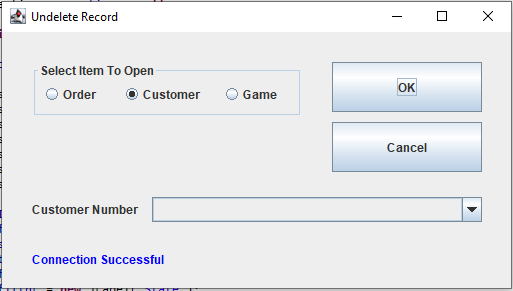 Undelete Record
Select Item To Open
Order Customer Game
OK
Cancel
Customer Number
Connection Successful